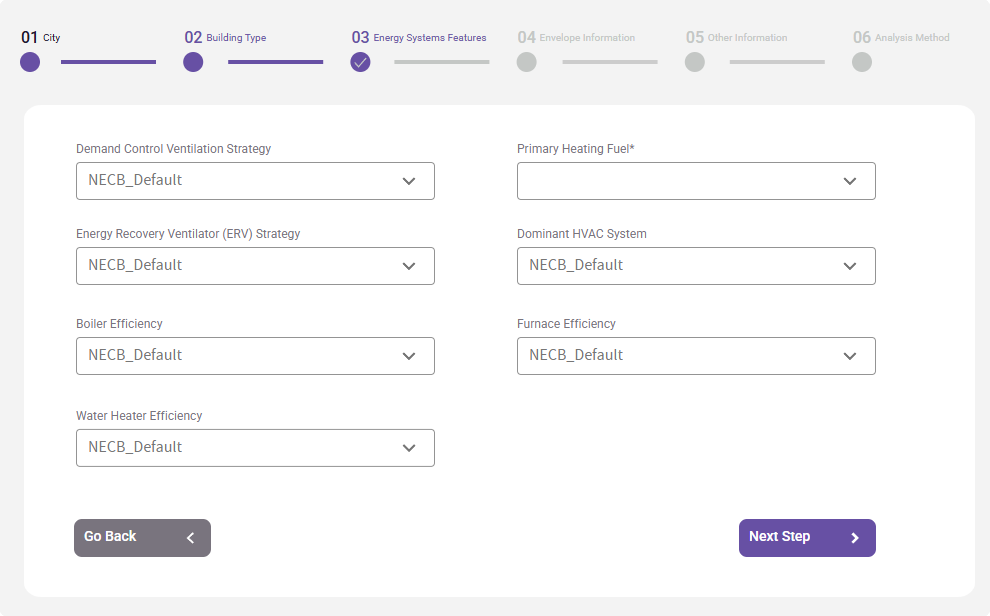 01 City
02 Building Type
03 Energy Systems Features
04 Envelope Information
05 Other Information
06 Analysis Method
Demand Control Ventilation Strategy
NECB_Default
Primary Heating Fuel*
Energy Recovery Ventilator (ERV) Strategy
NECB_Default
Dominant HVAC System
NECB_Default
Boiler Efficiency
NECB_Default
Furnace Efficiency
NECB_Default
Water Heater Efficiency
NECB_Default
Go Back
Next Step